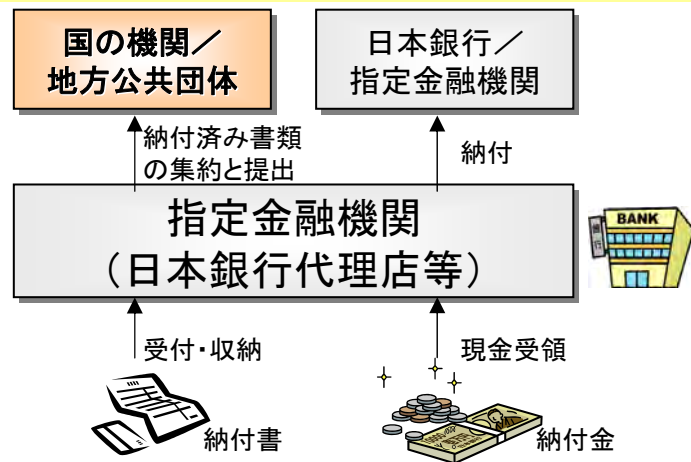 国の機関／
地方公共団体
日本銀行／
指定金融機関
納付済み書類
の集約と提出
納付
指定金融機関
（日本銀行代理店等）
BANK
銀行
受付・収納
現金受領
納付書
納付金